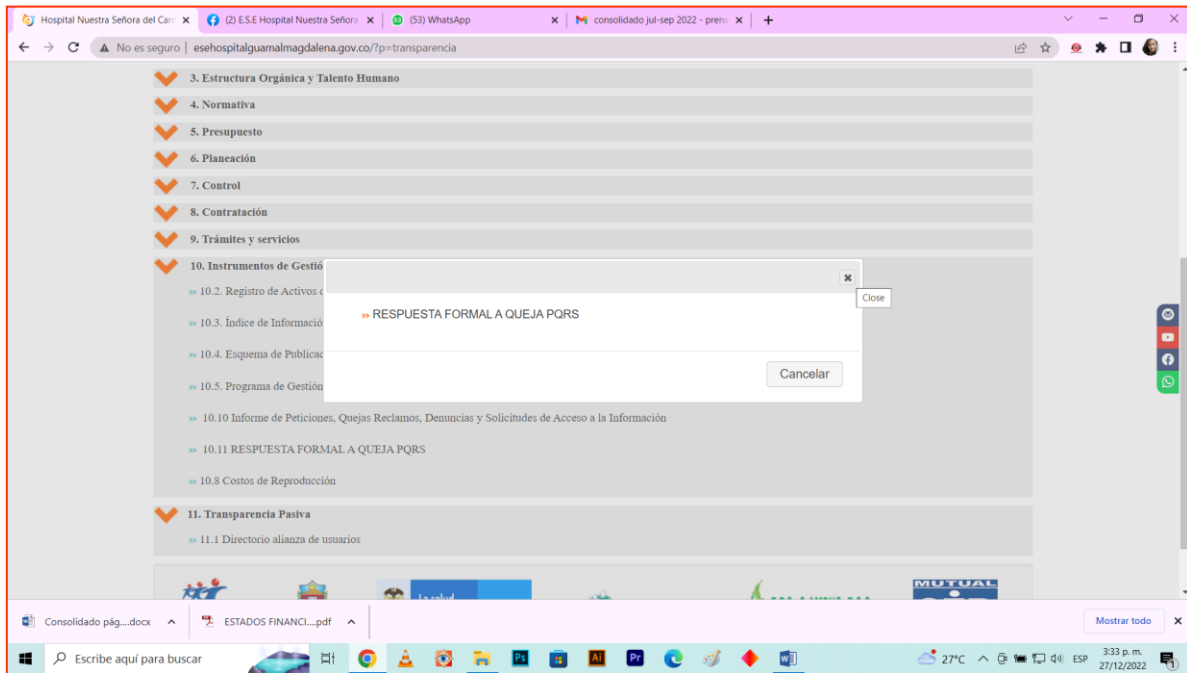 Hospital Nuestra Señora del Carm
(2) E.S.E Hospital Nuestra Señora
(53) WhatsApp
consolidado jul-sep 2022 - prens
No es seguro
esehospitalguamalmagdalena.gov.co/?p=transparencia
3. Estructura Orgánica y Talento Humano
4. Normativa
5. Presupuesto
6. Planeación
7. Control
8. Contratación
9. Trámites y servicios
10. Instrumentos de Gestió
» 10.2. Registro de Activos
Close
» RESPUESTA FORMAL A QUEJA PQRS
» 10.3. Índice de Informació
» 10.4. Esquema de Publicac
Cancelar
» 10.5. Programa de Gestión
» 10.10 Informe de Peticiones, Quejas Reclamos, Denuncias y Solicitudes de Acceso a la Información
» 10.11 RESPUESTA FORMAL A QUEJA PQRS
» 10.8 Costos de Reproducción
11. Transparencia Pasiva
» 11.1 Directorio alianza de usuarios
MUTUAL
Consolidado pág....docx
ESTADOS FINANCI....pdf
Mostrar todo
Escribe aquí para buscar
Ps
Ai
Pr
27°C
ESP
3:33 p. m.
27/12/2022